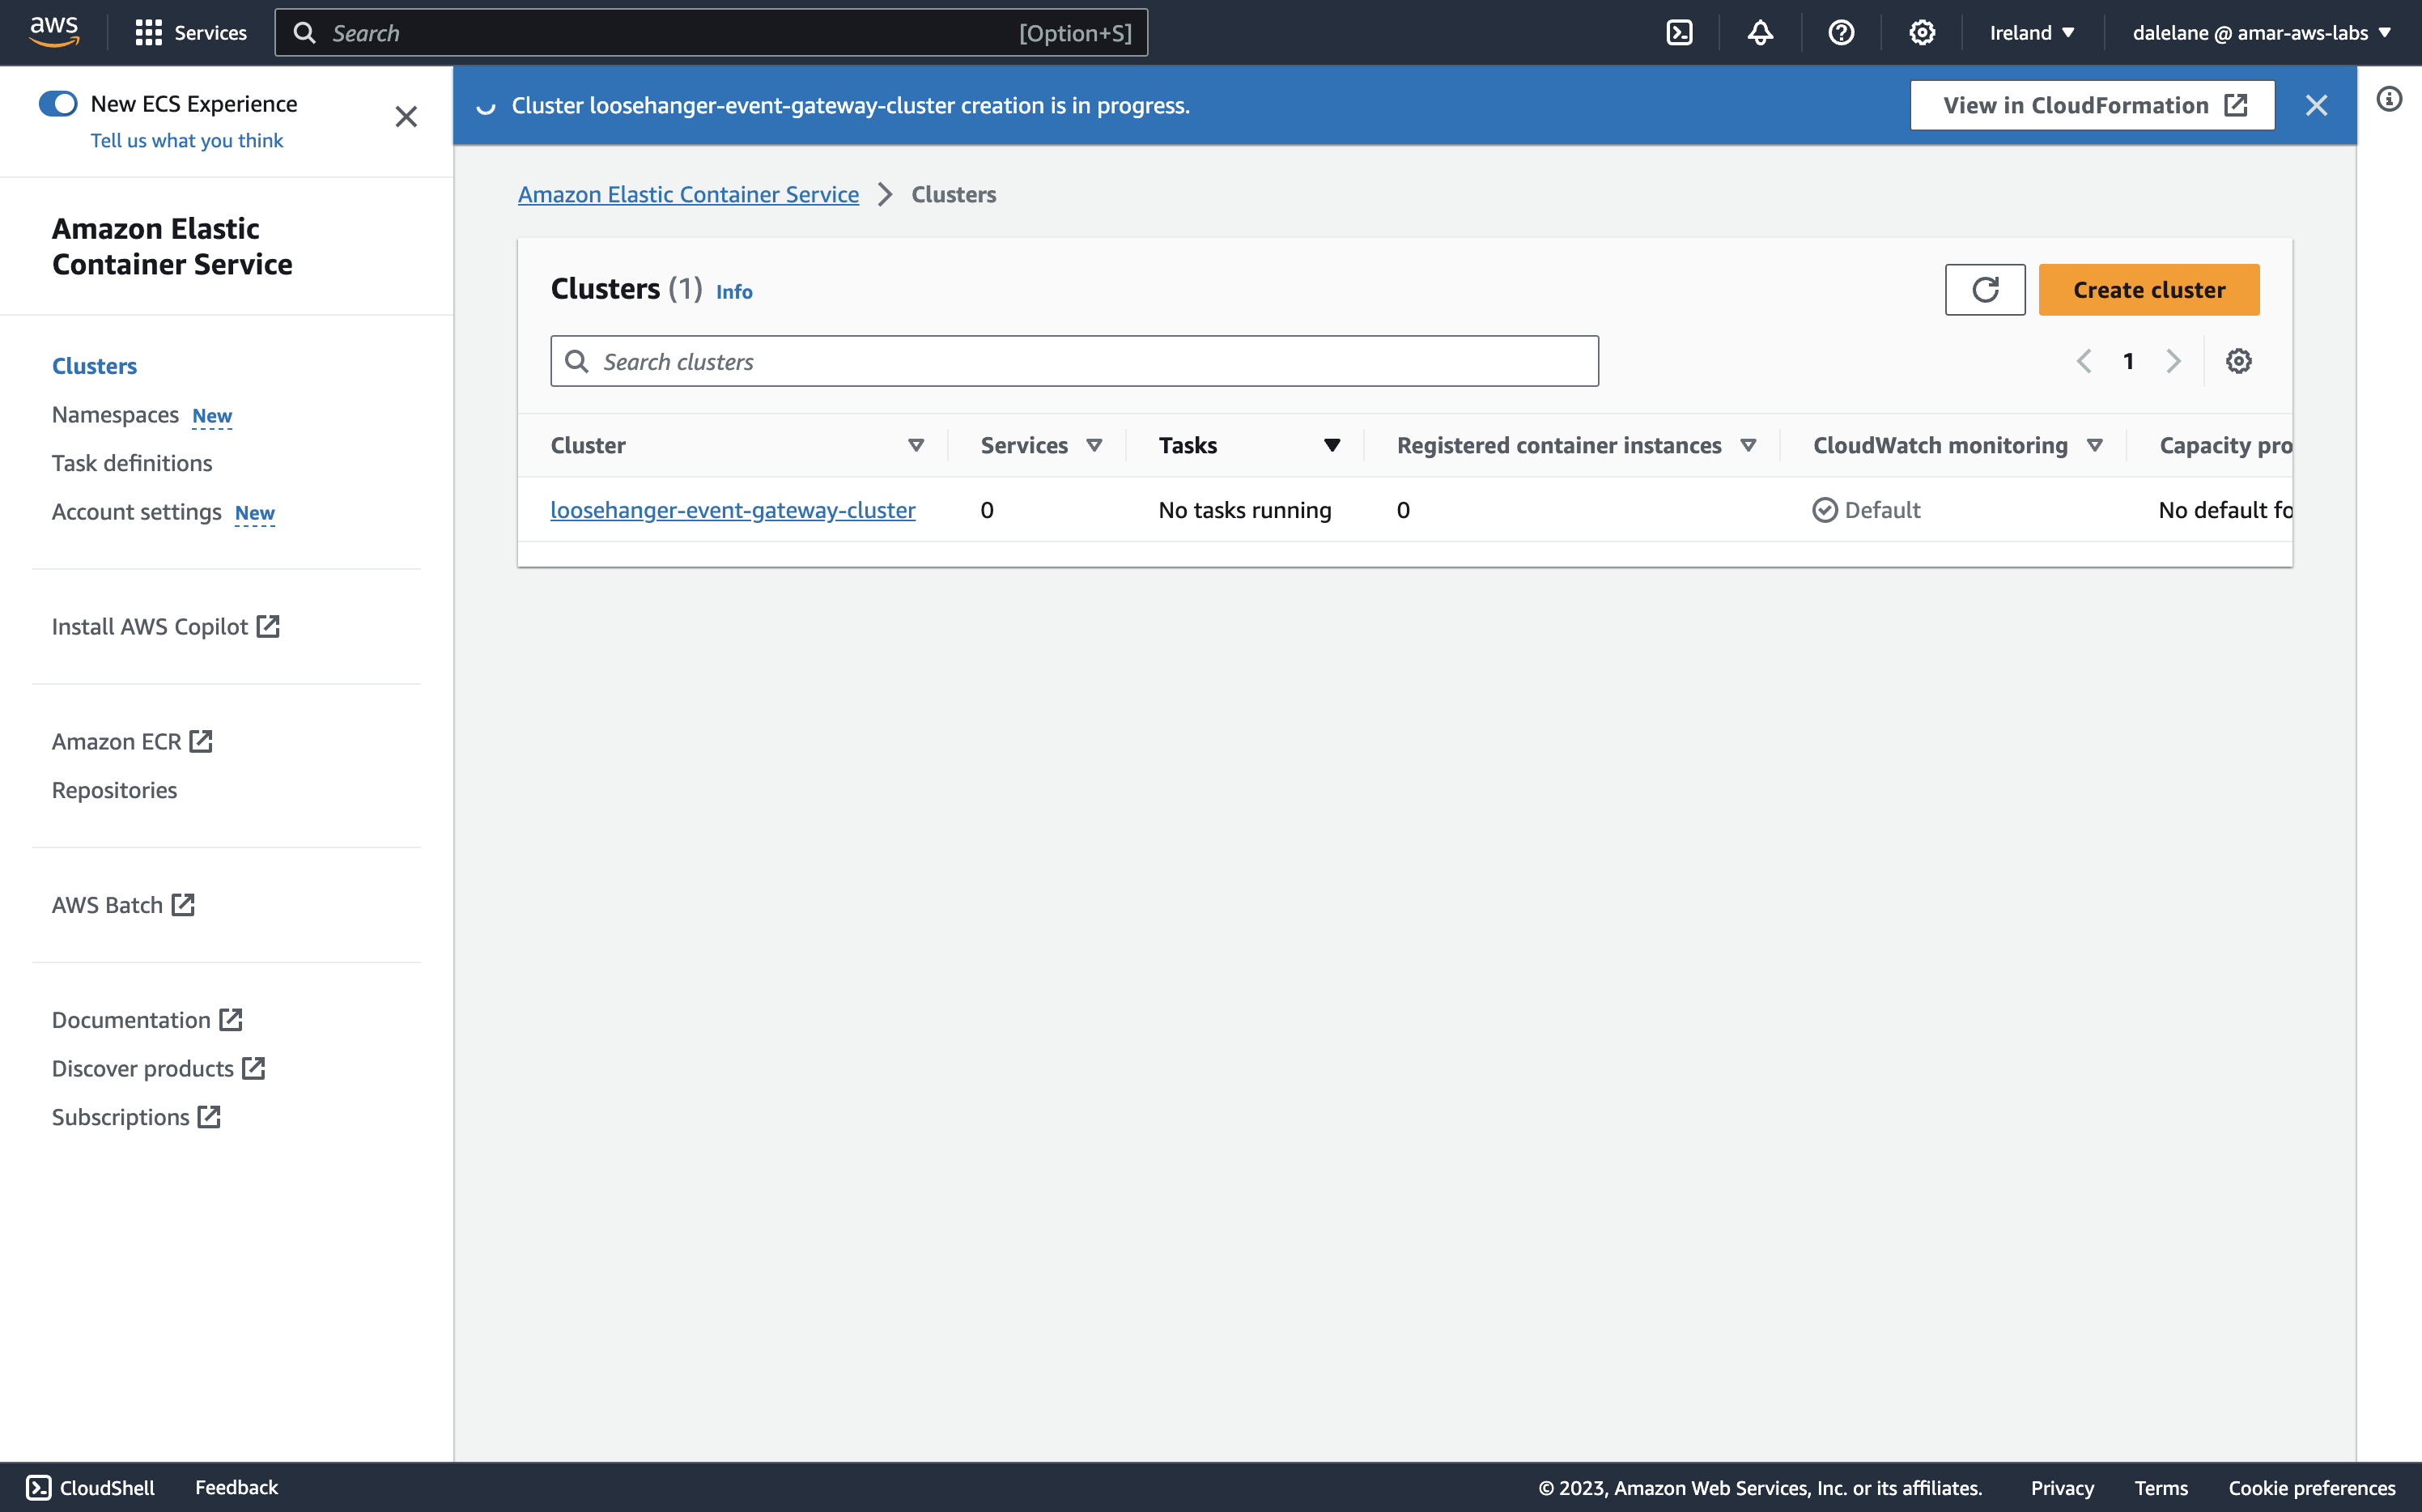 aws
Services
Search
[Option+S]
Ireland
dalelane @ amar-aws-labs
New ECS Experience
Tell us what you think
Cluster loosehanger-event-gateway-cluster creation is in progress.
View in CloudFormation
Amazon Elastic
Container Service
Clusters
Namespaces New
Task definitions
Account settings New
Install AWS Copilot
Amazon ECR
Repositories
AWS Batch
Documentation
Discover products
Subscriptions
Amazon Elastic Container Service
Clusters
Clusters (1) Info
Create cluster
Search clusters
1
Cluster Services Tasks Registered container instances CloudWatch monitoring Capacity pro
loosehanger-event-gateway-cluster 0 No tasks running 0 Default No default fo
CloudShell Feedback © 2023, Amazon Web Services, Inc. or its affiliates. Privacy Terms Cookie preferences